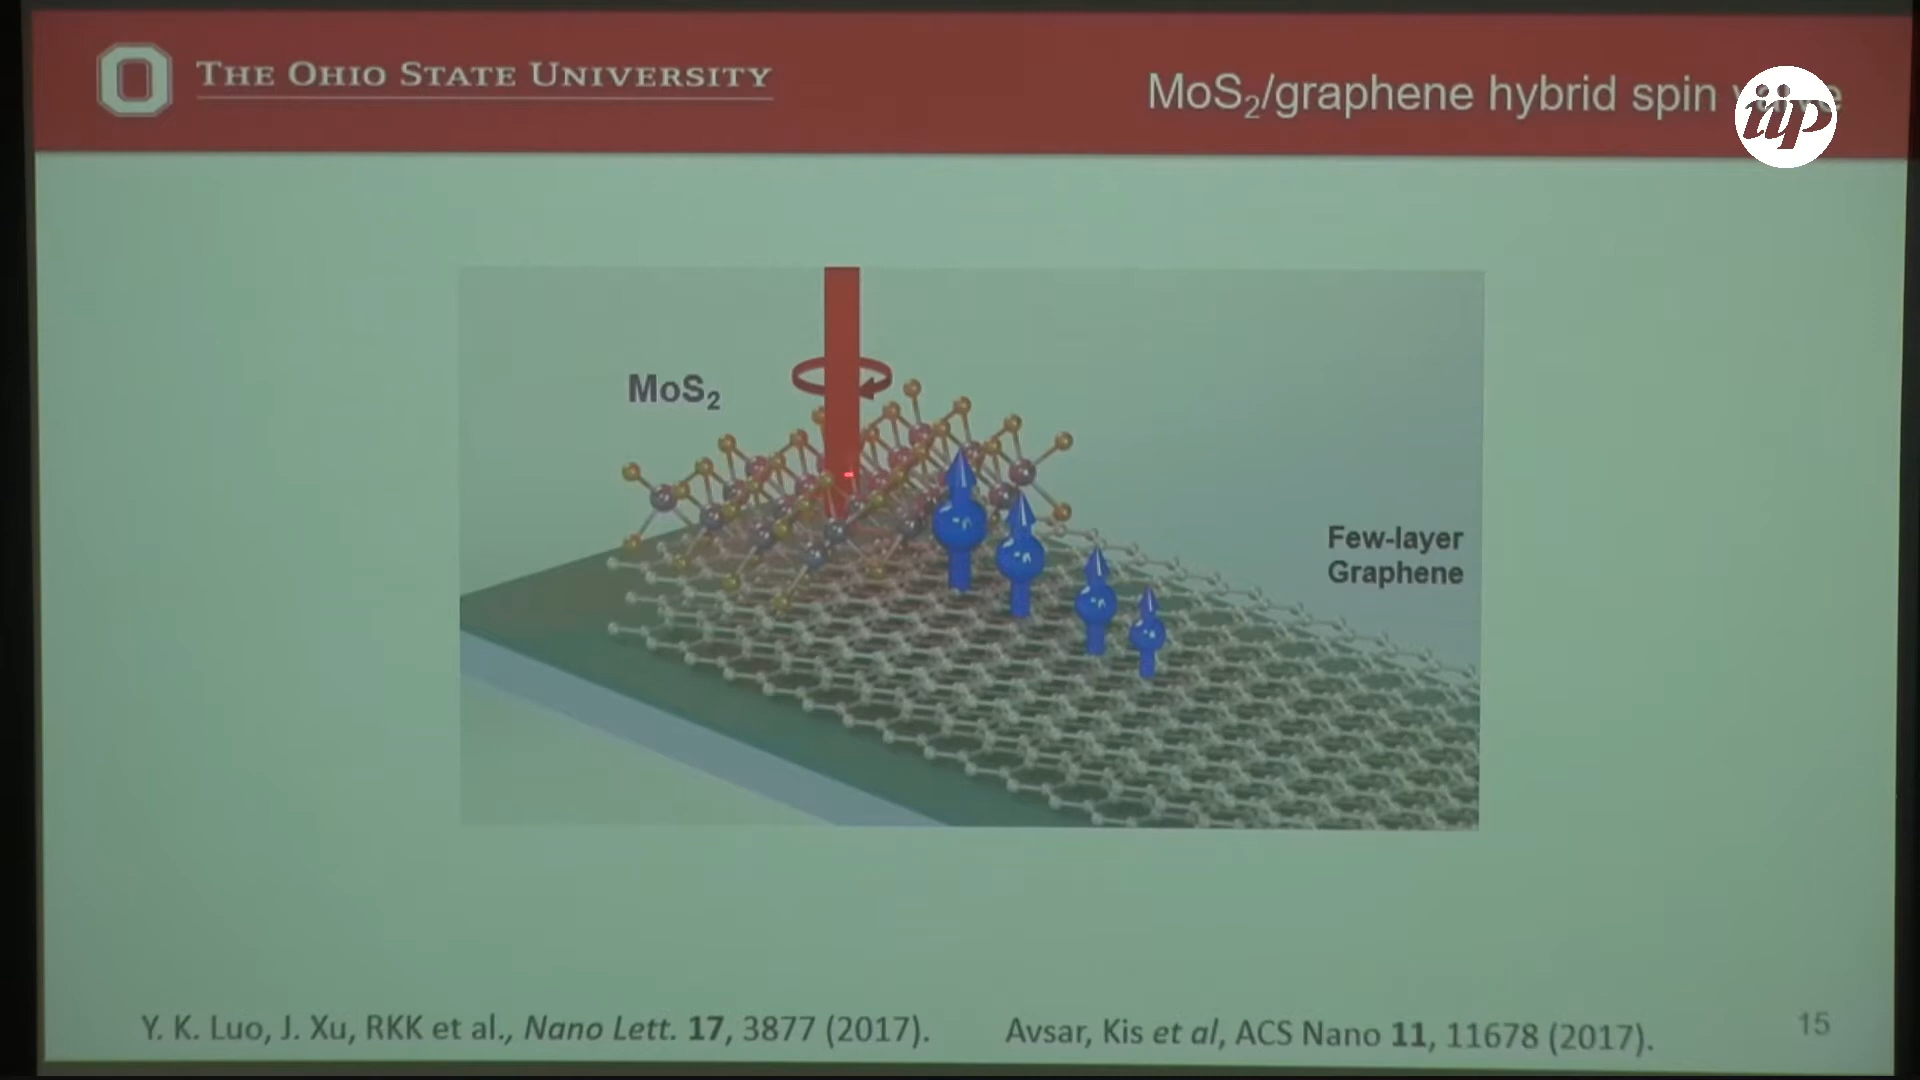 THE OHIO STATE UNIVERSITY
MoS₂/graphene hybrid spin
iip
MoS₂
Few-layer
Graphene
Y. K. Luo, J. Xu, RKK et al., Nano Lett. 17, 3877 (2017).
Avsar, Kis et al, ACS Nano 11, 11678 (2017).
15